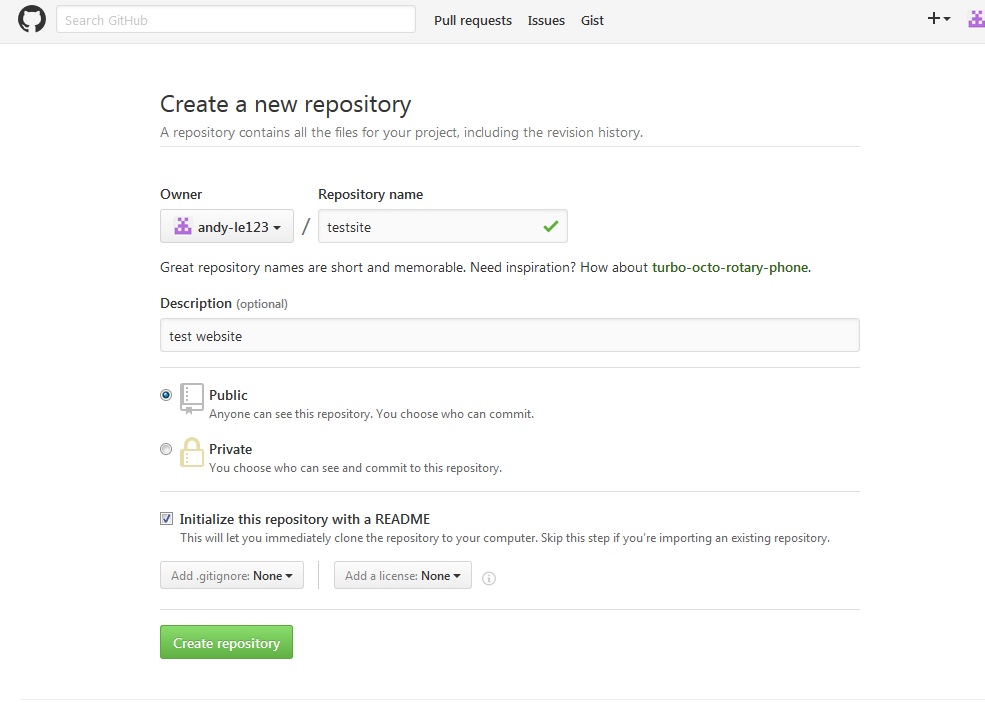 Search GitHub Pull requests Issues Gist
Create a new repository
A repository contains all the files for your project, including the revision history.
Owner Repository name
andy-le123 / testsite
Great repository names are short and memorable. Need inspiration? How about turbo-octo-rotary-phone.
Description (optional)
test website
Public
Anyone can see this repository. You choose who can commit.
Private
You choose who can see and commit to this repository.
Initialize this repository with a README
This will let you immediately clone the repository to your computer. Skip this step if you're importing an existing repository.
Add .gitignore: None Add a license: None
Create repository